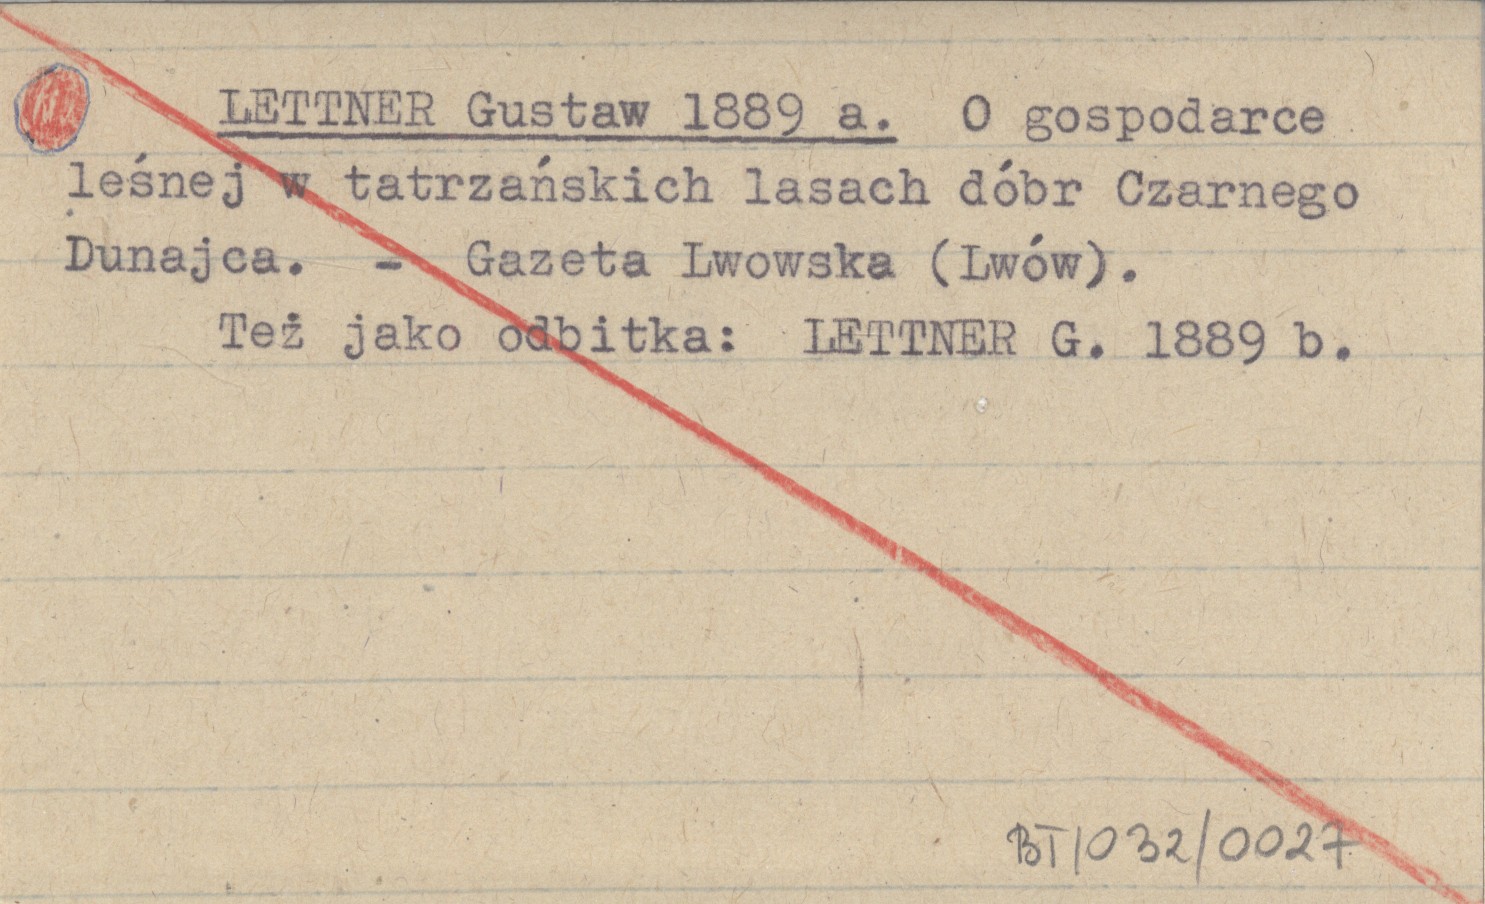 LETTNER Gustaw 1889 a. O gospodarce
leśnej w tatrzańskich lasach dóbr Czarnego
Dunajca. - Gazeta Lwowska (Lwów).
Też jako odbitka: LETTNER G. 1889 b.
BT/032/0027